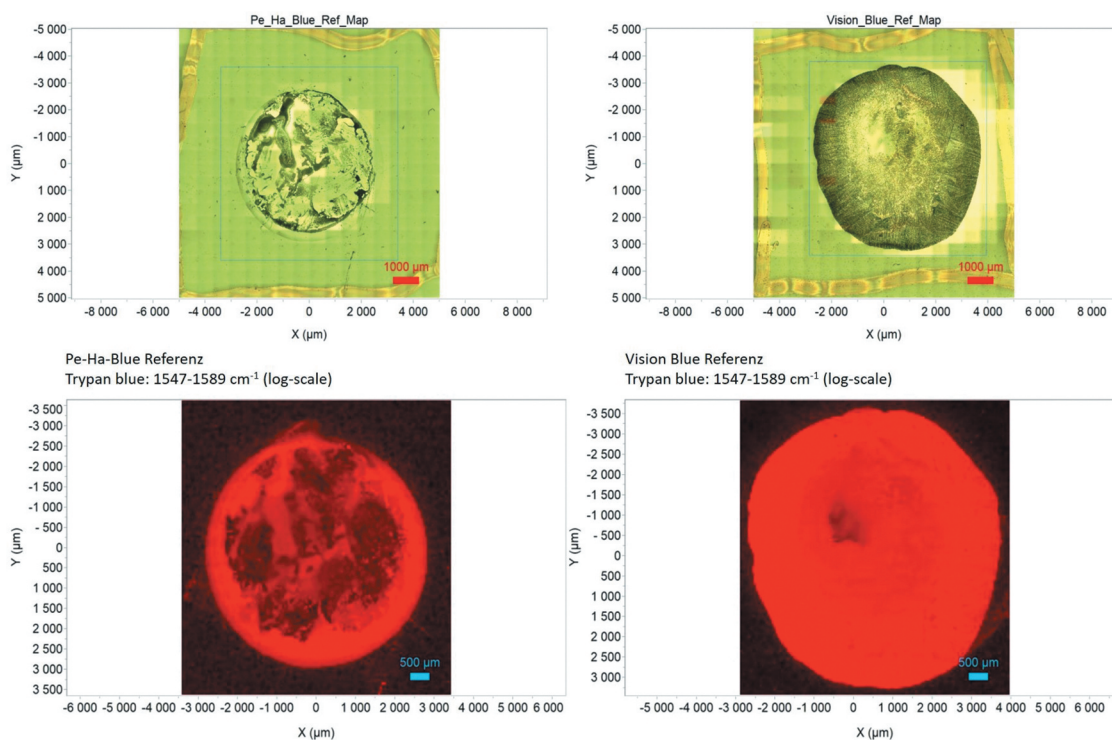 Pe_Ha_Blue_Ref_Map
-5 000
-4 000
-3 000
-2 000
-1 000
0
1 000
2 000
3 000
4 000
5 000
Y (µm)
1000 µm
-8 000 -6 000 -4 000 -2 000 0 2 000 4 000 6 000 8 000
X (µm)
Vision_Blue_Ref_Map
-5 000
-4 000
-3 000
-2 000
-1 000
0
1 000
2 000
3 000
4 000
5 000
Y (µm)
1000 µm
-8 000 -6 000 -4 000 -2 000 0 2 000 4 000 6 000 8 000
X (µm)
Pe-Ha-Blue Referenz
Trypan blue: 1547-1589 cm⁻¹ (log-scale)
-3 500
-3 000
-2 500
-2 000
-1 500
-1 000
- 500
0
500
1 000
1 500
2 000
2 500
3 000
3 500
Y (µm)
500 µm
-6 000 -5 000 -4 000 -3 000 -2 000 -1 000 0 1 000 2 000 3 000 4 000 5 000 6 000
X (µm)
Vision Blue Referenz
Trypan blue: 1547-1589 cm⁻¹ (log-scale)
-3 500
-3 000
-2 500
-2 000
-1 500
-1 000
- 500
0
500
1 000
1 500
2 000
2 500
3 000
Y (µm)
500 µm
-5 000 -4 000 -3 000 -2 000 -1 000 0 1 000 2 000 3 000 4 000 5 000 6 000
X (µm)